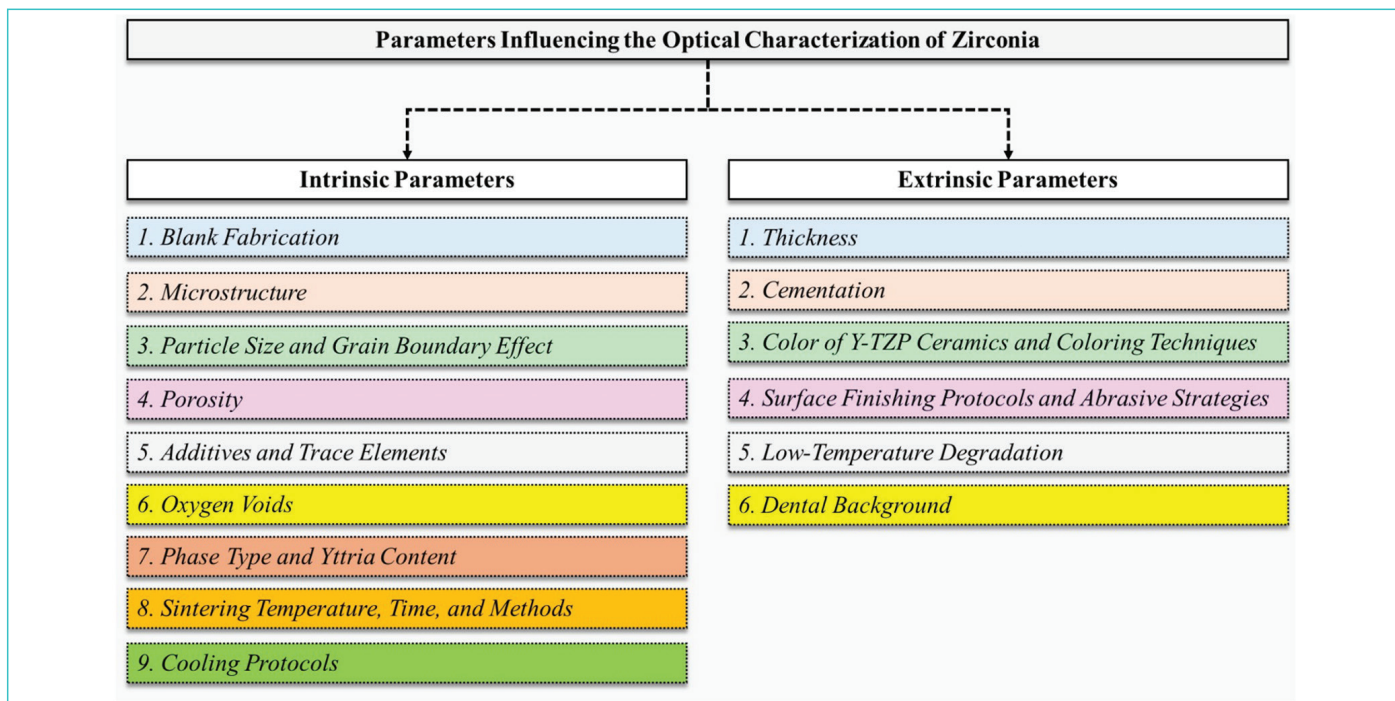 Parameters Influencing the Optical Characterization of Zirconia
Intrinsic Parameters
1. Blank Fabrication
2. Microstructure
3. Particle Size and Grain Boundary Effect
4. Porosity
5. Additives and Trace Elements
6. Oxygen Voids
7. Phase Type and Yttria Content
8. Sintering Temperature, Time, and Methods
9. Cooling Protocols
Extrinsic Parameters
1. Thickness
2. Cementation
3. Color of Y-TZP Ceramics and Coloring Techniques
4. Surface Finishing Protocols and Abrasive Strategies
5. Low-Temperature Degradation
6. Dental Background